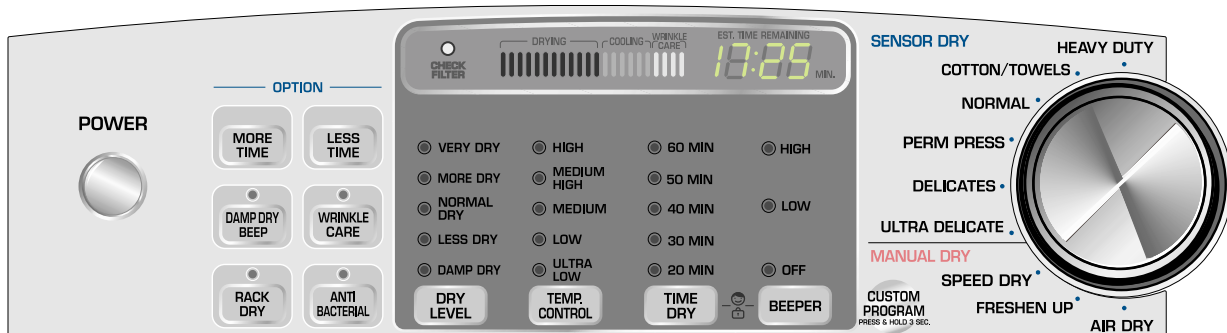 POWER
OPTION
MORE
TIME
LESS
TIME
DAMP DRY
BEEP
WRINKLE
CARE
RACK
DRY
ANTI
BACTERIAL
CHECK
FILTER
DRYING
COOLING
WRINKLE
CARE
EST. TIME REMAINING
17:25
MIN.
VERY DRY
MORE DRY
NORMAL
DRY
LESS DRY
DAMP DRY
DRY
LEVEL
HIGH
MEDIUM
HIGH
MEDIUM
LOW
ULTRA
LOW
TEMP.
CONTROL
60 MIN
50 MIN
40 MIN
30 MIN
20 MIN
TIME
DRY
HIGH
LOW
OFF
BEEPER
SENSOR DRY
HEAVY DUTY
COTTON/TOWELS
NORMAL
PERM PRESS
DELICATES
ULTRA DELICATE
MANUAL DRY
SPEED DRY
FRESHEN UP
AIR DRY
CUSTOM
PROGRAM
PRESS & HOLD 3 SEC.